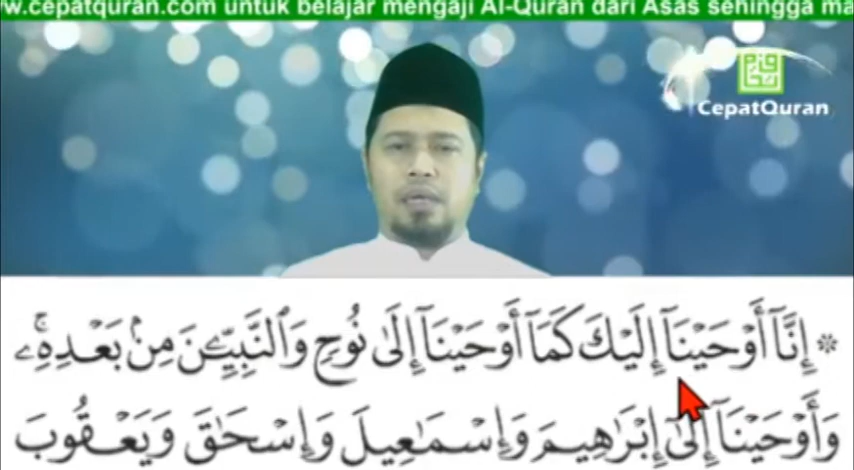 w.cepatquran.com untuk belajar mengaji Al-Quran dari Asas sehingga ma
CepatQuran
۞ إِنَّآ أَوْحَيْنَآ إِلَيْكَ كَمَآ أَوْحَيْنَآ إِلَىٰ نُوحٍ وَٱلنَّبِيِّـۧنَ مِنۢ بَعْدِهِۦ ۚ
وَأَوْحَيْنَآ إِلَىٰٓ إِبْرَٰهِيمَ وَإِسْمَـٰعِيلَ وَإِسْحَـٰقَ وَيَعْقُوبَ